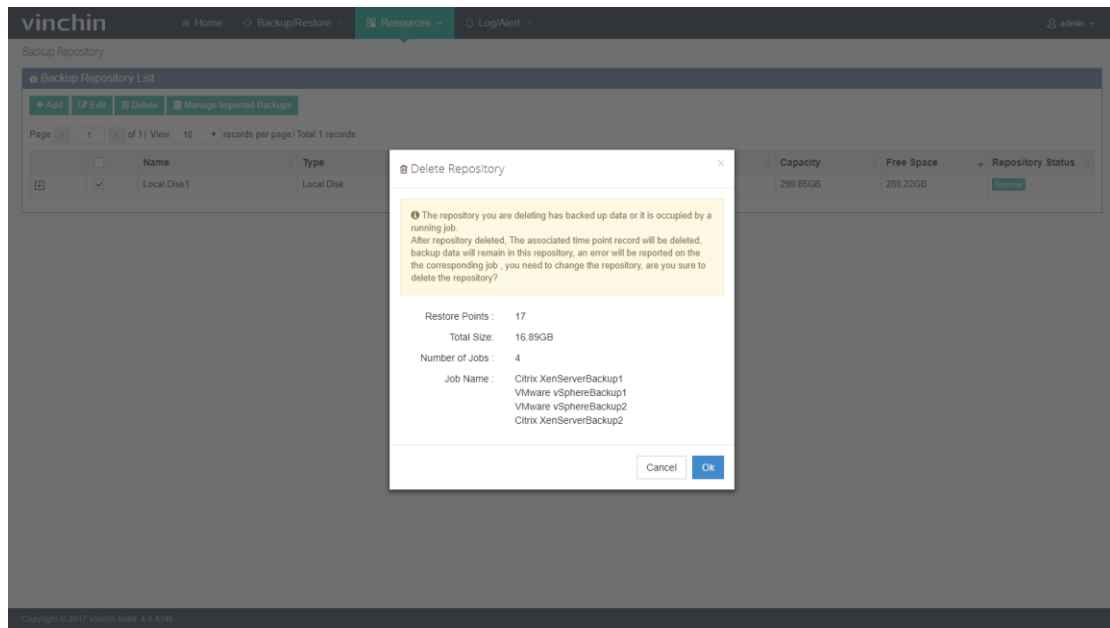 vinchin
Home Backup/Restore Resources Log/Alert admin
Backup Repository
Backup Repository List
Add Edit Delete Manage Imported Backups
Page < 1 > of 1| View 10 records per page|Total 1 records
Name Type Capacity Free Space Repository Status
Local Disk1 Local Disk 299.85GB 280.22GB Normal
Delete Repository ×
The repository you are deleting has backed up data or it is occupied by a
running job.
After repository deleted, The associated time point record will be deleted,
backup data will remain in this repository, an error will be reported on the
the corresponding job , you need to change the repository, are you sure to
delete the repository?
Restore Points : 17
Total Size: 16.89GB
Number of Jobs : 4
Job Name : Citrix XenServerBackup1
VMware vSphereBackup1
VMware vSphereBackup2
Citrix XenServerBackup2
Cancel Ok
Copyright © 2017 Vinchin build: 4.0.4345